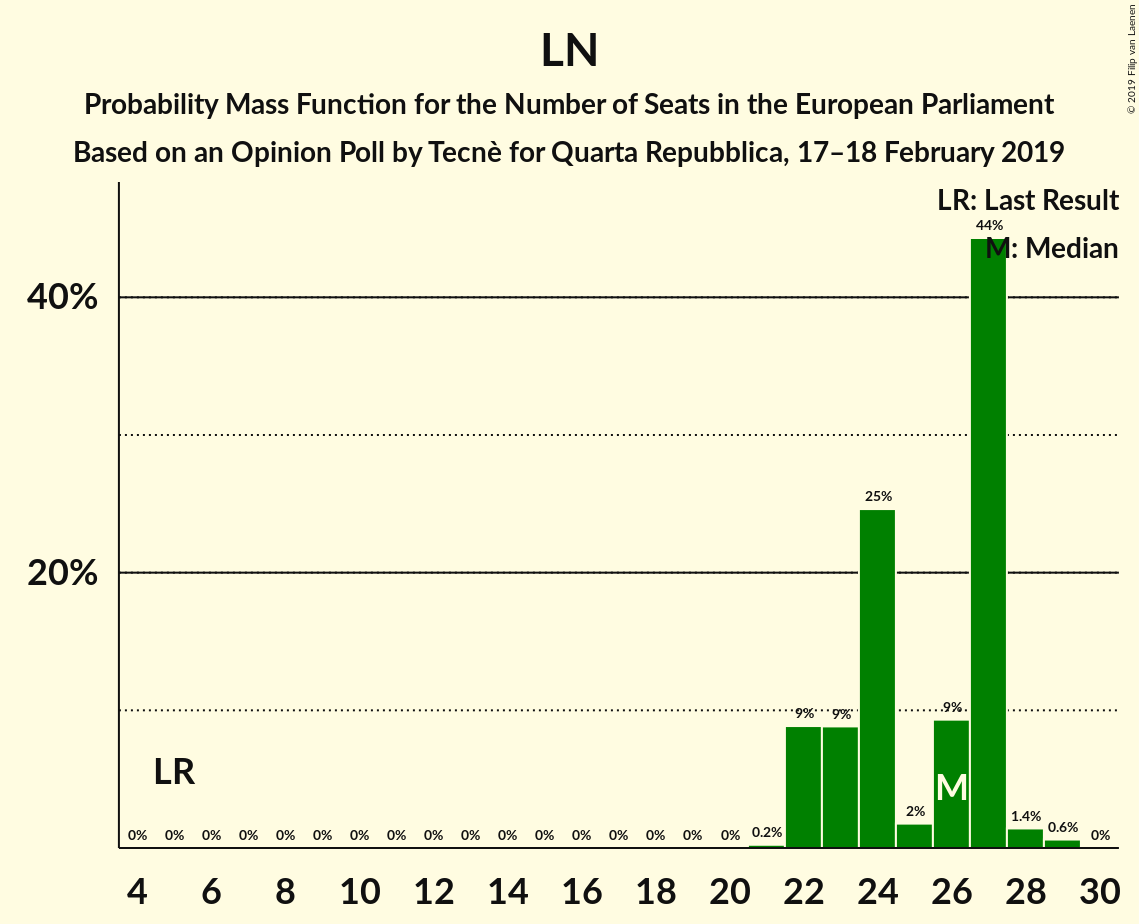 LN
Probability Mass Function for the Number of Seats in the European Parliament
Based on an Opinion Poll by Tecnè for Quarta Repubblica, 17–18 February 2019
© 2019 Filip van Laenen
LR: Last Result
M: Median
44%
40%
25%
20%
9% 9% 9%
LR
M
0% 0% 0% 0% 0% 0% 0% 0% 0% 0% 0% 0% 0% 0% 0% 0% 0% 0.2% 2% 1.4% 0.6% 0%
4 6 8 10 12 14 16 18 20 22 24 26 28 30